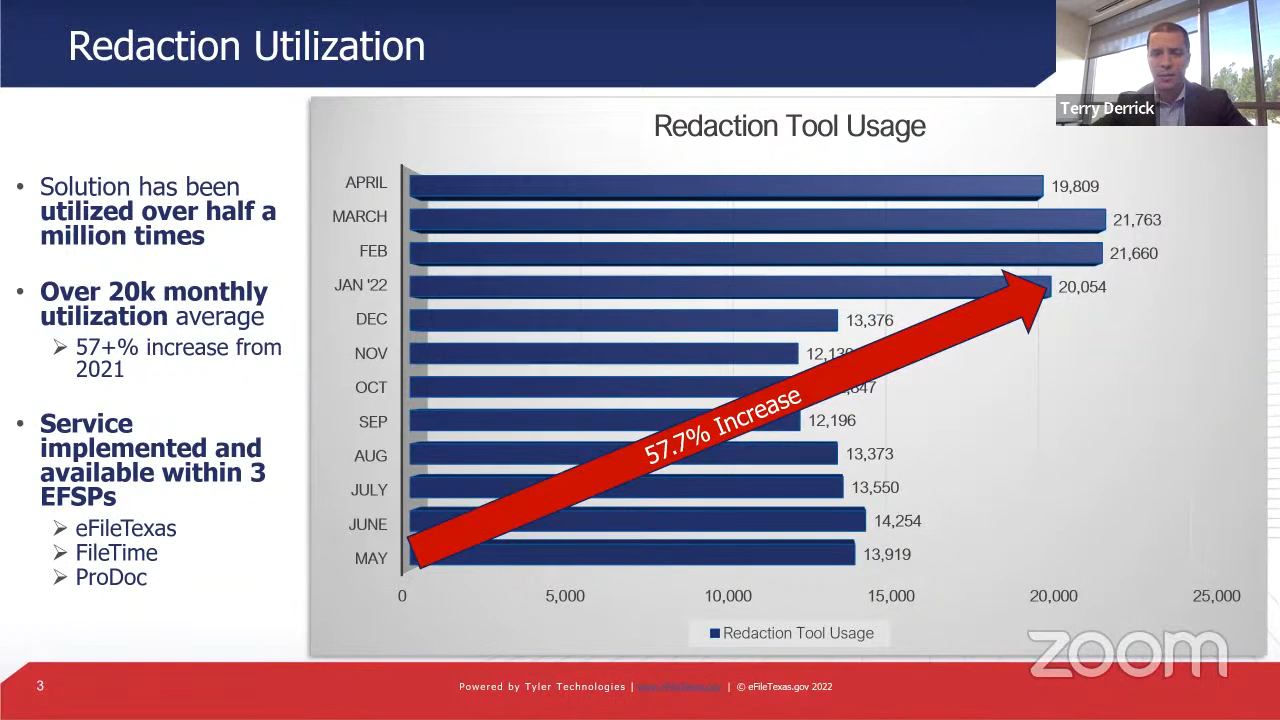 Redaction Utilization
Terry Derrick
• Solution has been
utilized over half a
million times
• Over 20k monthly
utilization average
➢ 57+% increase from
2021
• Service
implemented and
available within 3
EFSPs
➢ eFileTexas
➢ FileTime
➢ ProDoc
Redaction Tool Usage
APRIL 19,809
MARCH 21,763
FEB 21,660
JAN '22 20,054
DEC 13,376
NOV
OCT
SEP 12,196
AUG 13,373
JULY 13,550
JUNE 14,254
MAY 13,919
57.7% Increase
0 5,000 10,000 15,000 20,000 25,000
Redaction Tool Usage
zoom
3
Powered by Tyler Technologies | | © eFileTexas.gov 2022